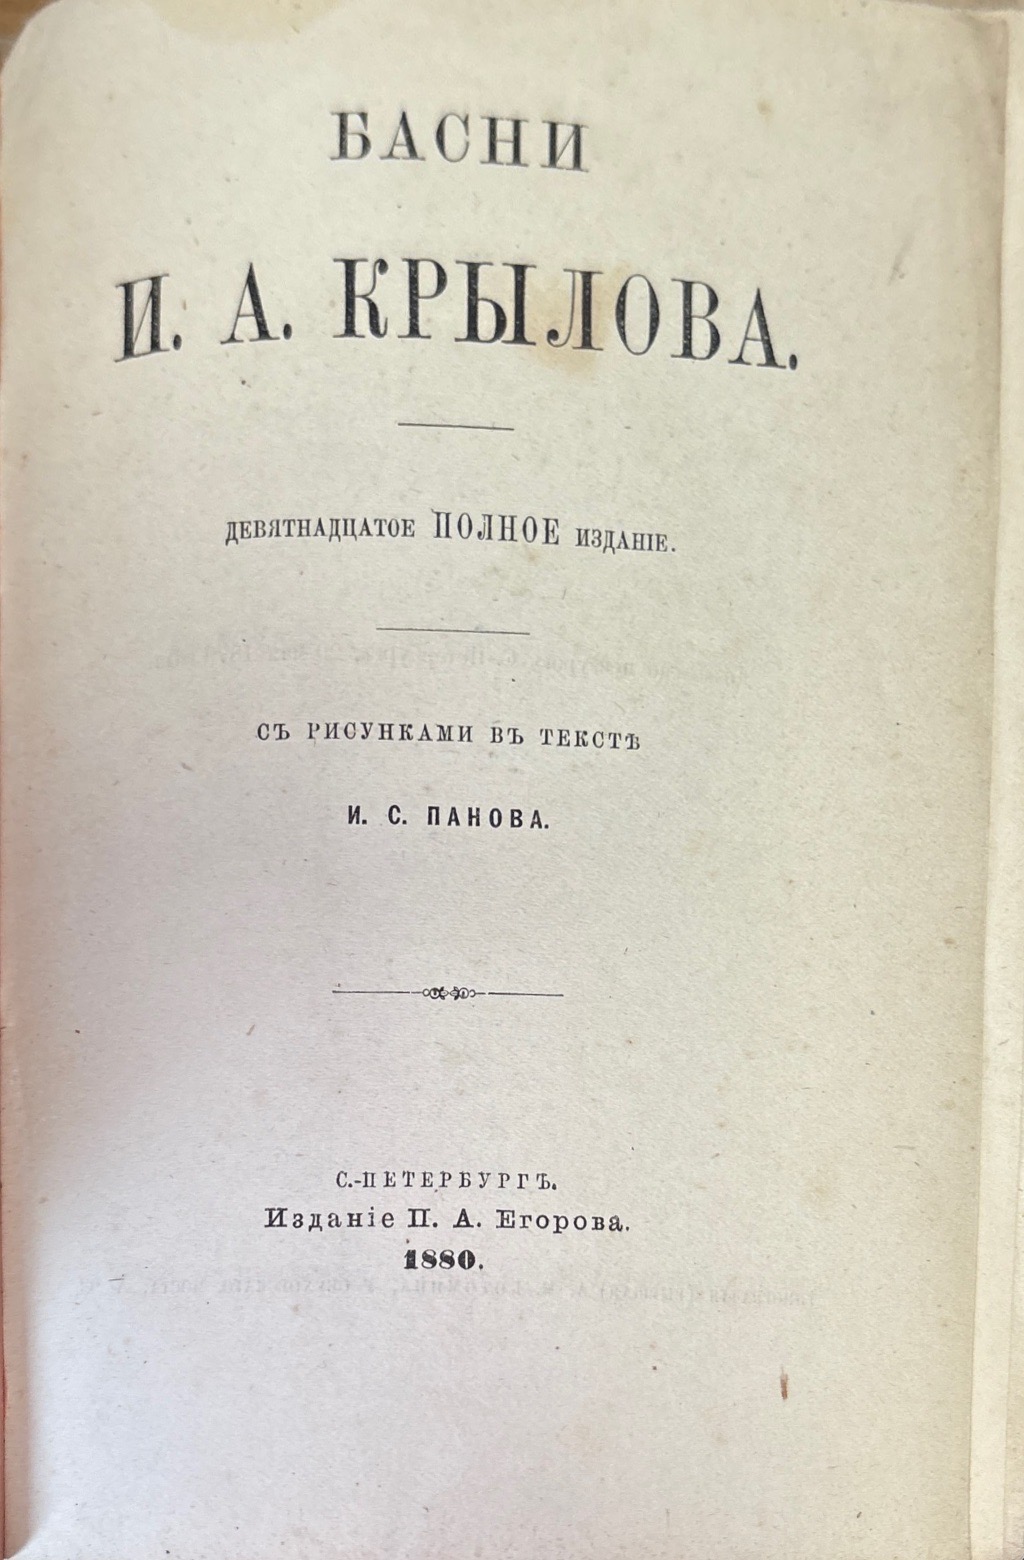 БАСНИ
И. А. КРЫЛОВА.
ДЕВЯТНАДЦАТОЕ ПОЛНОЕ ИЗДАНІЕ.
СЪ РИСУНКАМИ ВЪ ТЕКСТѢ
И. С. ПАНОВА.
С.-ПЕТЕРБУРГЪ.
Изданіе П. А. Егорова.
1880.